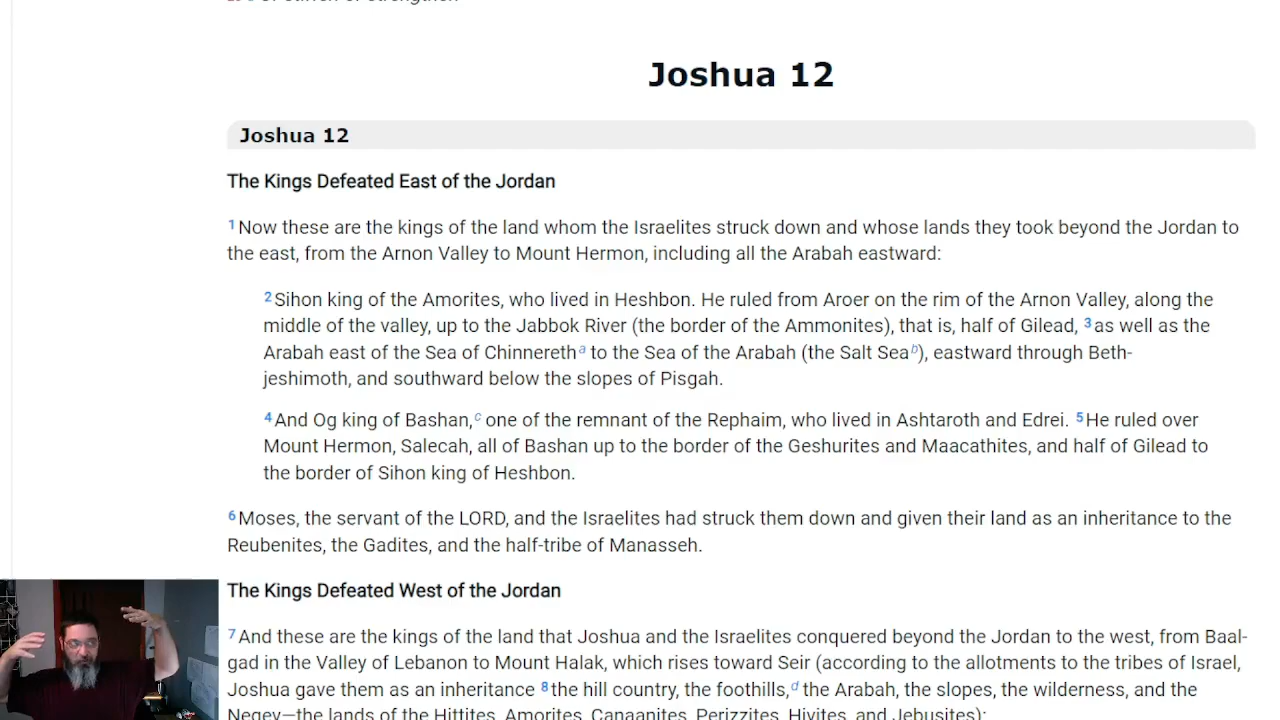 Joshua 12
Joshua 12
The Kings Defeated East of the Jordan
1 Now these are the kings of the land whom the Israelites struck down and whose lands they took beyond the Jordan to
the east, from the Arnon Valley to Mount Hermon, including all the Arabah eastward:
2 Sihon king of the Amorites, who lived in Heshbon. He ruled from Aroer on the rim of the Arnon Valley, along the
middle of the valley, up to the Jabbok River (the border of the Ammonites), that is, half of Gilead, 3 as well as the
Arabah east of the Sea of Chinnereth a to the Sea of the Arabah (the Salt Sea b), eastward through Beth-
jeshimoth, and southward below the slopes of Pisgah.
4 And Og king of Bashan, c one of the remnant of the Rephaim, who lived in Ashtaroth and Edrei. 5 He ruled over
Mount Hermon, Salecah, all of Bashan up to the border of the Geshurites and Maacathites, and half of Gilead to
the border of Sihon king of Heshbon.
6 Moses, the servant of the LORD, and the Israelites had struck them down and given their land as an inheritance to the
Reubenites, the Gadites, and the half-tribe of Manasseh.
The Kings Defeated West of the Jordan
7 And these are the kings of the land that Joshua and the Israelites conquered beyond the Jordan to the west, from Baal-
gad in the Valley of Lebanon to Mount Halak, which rises toward Seir (according to the allotments to the tribes of Israel,
Joshua gave them as an inheritance 8 the hill country, the foothills, d the Arabah, the slopes, the wilderness, and the
Negev—the lands of the Hittites, Amorites, Canaanites, Perizzites, Hivites, and Jebusites):